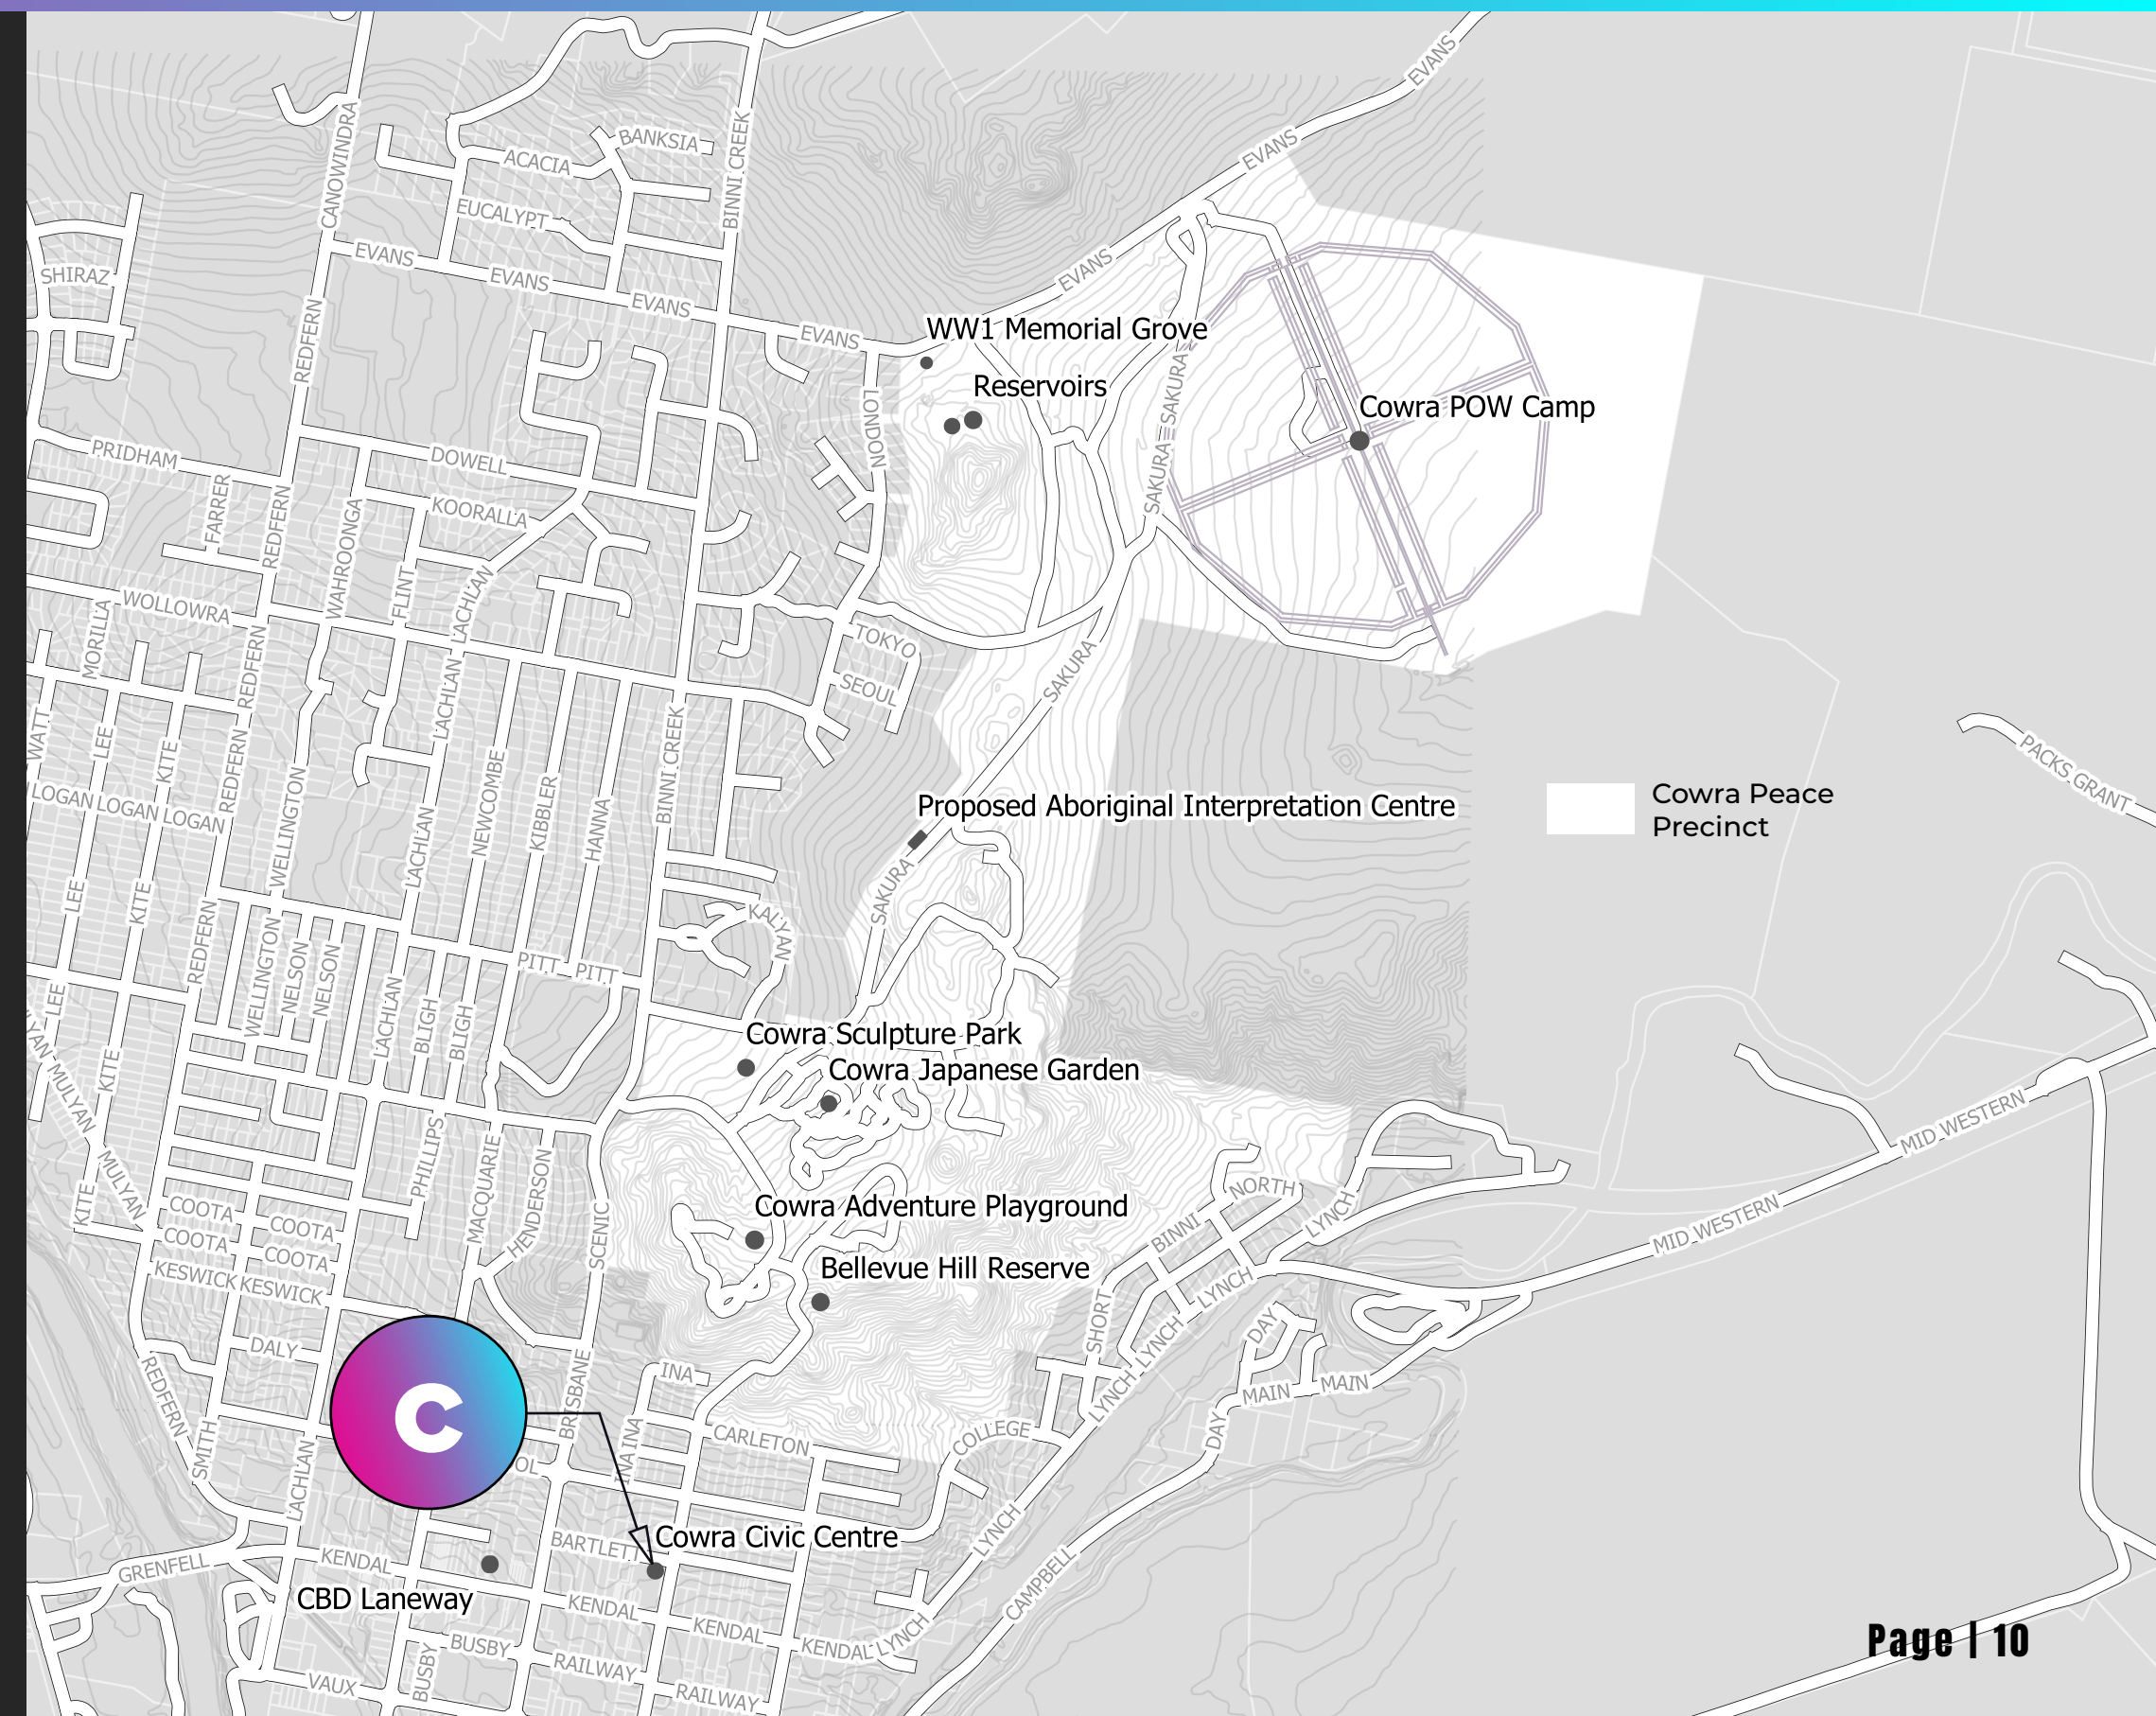 EVANS
BANKSIA
ACACIA
CANOWINDRA
BINNI CREEK
EVANS
EUCALYPT
EVANS
EVANS
EVANS
EVANS
EVANS
SHIRAZ
REDFERN
WW1 Memorial Grove
Reservoirs
SAKURA
Cowra POW Camp
LONDON
PRIDHAM
DOWELL
SAKURA
FARRER
KOORALLA
REDFERN
WAHROONGA
FLINT
LACHLAN
WOLLOWRA
MORILLA
TOKYO
REDFERN
LACHLAN
SEOUL
SAKURA
WATT
LEE
KITE
REDFERN
BINNI CREEK
PACKS GRANT
Cowra Peace
Precinct
LOGAN LOGAN LOGAN
WELLINGTON
LACHLAN
NEWCOMBE
KIBBLER
HANNA
Proposed Aboriginal Interpretation Centre
SAKURA
LEE
KITE
REDFERN
KALYAN
WELLINGTON
NELSON
NELSON
PITT
PITT
LEE
LACHLAN
BLIGH
BLIGH
Cowra Sculpture Park
Cowra Japanese Garden
MULYAN
KITE
MID WESTERN
MULYAN
PHILLIPS
MACQUARIE
HENDERSON
KITE
COOTA
COOTA
COOTA
COOTA
SCENIC
Cowra Adventure Playground
NORTH
BINNI
LYNCH
MID WESTERN
KESWICK
KESWICK
Bellevue Hill Reserve
LYNCH
SHORT
DAY
LYNCH
DALY
REDFERN
BRISBANE
INA
LYNCH
MAIN
MAIN
C
SMITH
LACHLAN
OL
INA
INA
CARLETON
COLLEGE
DAY
BARTLETT
Cowra Civic Centre
LYNCH
GRENFELL
KENDAL
CBD Laneway
KENDAL
KENDAL
KENDAL
LYNCH
CAMPBELL
BUSBY
BUSBY
RAILWAY
VAUX
RAILWAY
Page | 10